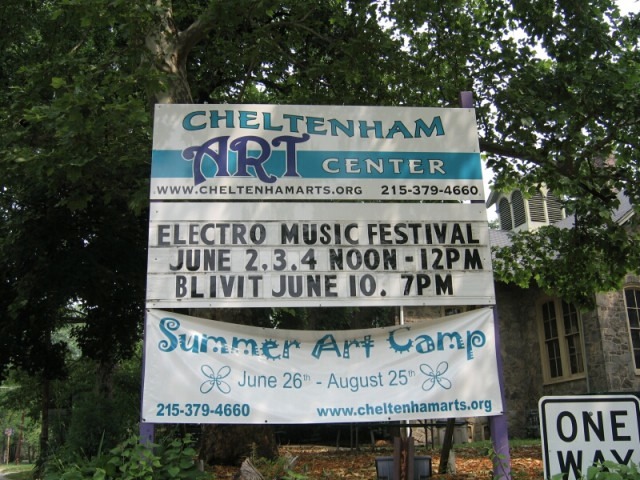 CHELTENHAM
ART CENTER
WWW.CHELTENHAMARTS.ORG 215-379-4660
ELECTRO MUSIC FESTIVAL
JUNE 2,3,4 NOON - 12PM
BLIVIT JUNE 10. 7PM
Summer Art Camp
June 26th - August 25th
215-379-4660 www.cheltenhamarts.org
ONE
WAY